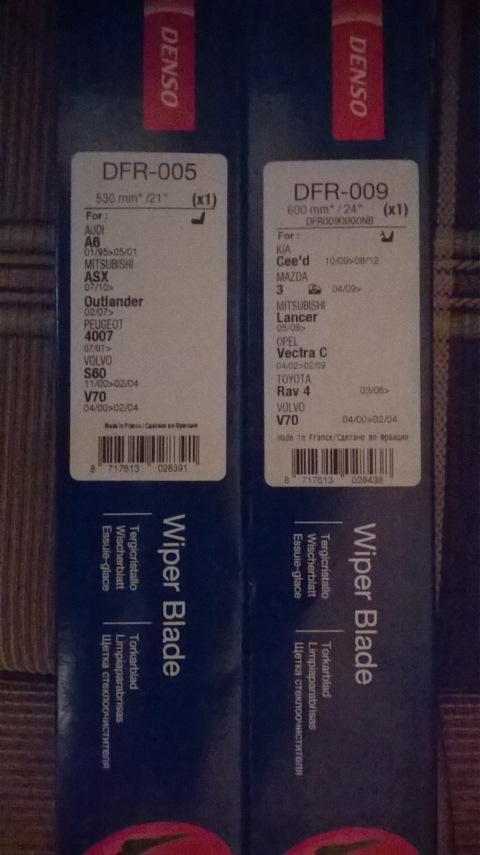 DENSO
DFR-005
530 mm* /21" (x1)
For :
AUDI
A6
01/95>05/01
MITSUBISHI
ASX
07/10>
Outlander
02/07>
PEUGEOT
4007
07/07>
VOLVO
S60
11/00>02/04
V70
04/00>02/04
Made in France/Сделано во Франции
8 717613 028391
Wiper Blade
Tergicristallo
Wischerblatt
Essuie-glace
Torkarblad
Limpiaparabrisas
Щетка стеклоочистителя
DENSO
DFR-009
600 mm* / 24" (x1)
DFR0090000NB
For :
KIA
Cee'd 10/09>08/12
MAZDA
3 04/09>
MITSUBISHI
Lancer
05/08>
OPEL
Vectra C
04/02>02/09
TOYOTA
Rav 4 03/06>
VOLVO
V70 04/00>02/04
Made in France/Сделано во Франции
8 717613 028438
Wiper Blade
Tergicristallo
Wischerblatt
Essuie-glace
Torkarblad
Limpiaparabrisas
Щетка стеклоочистителя